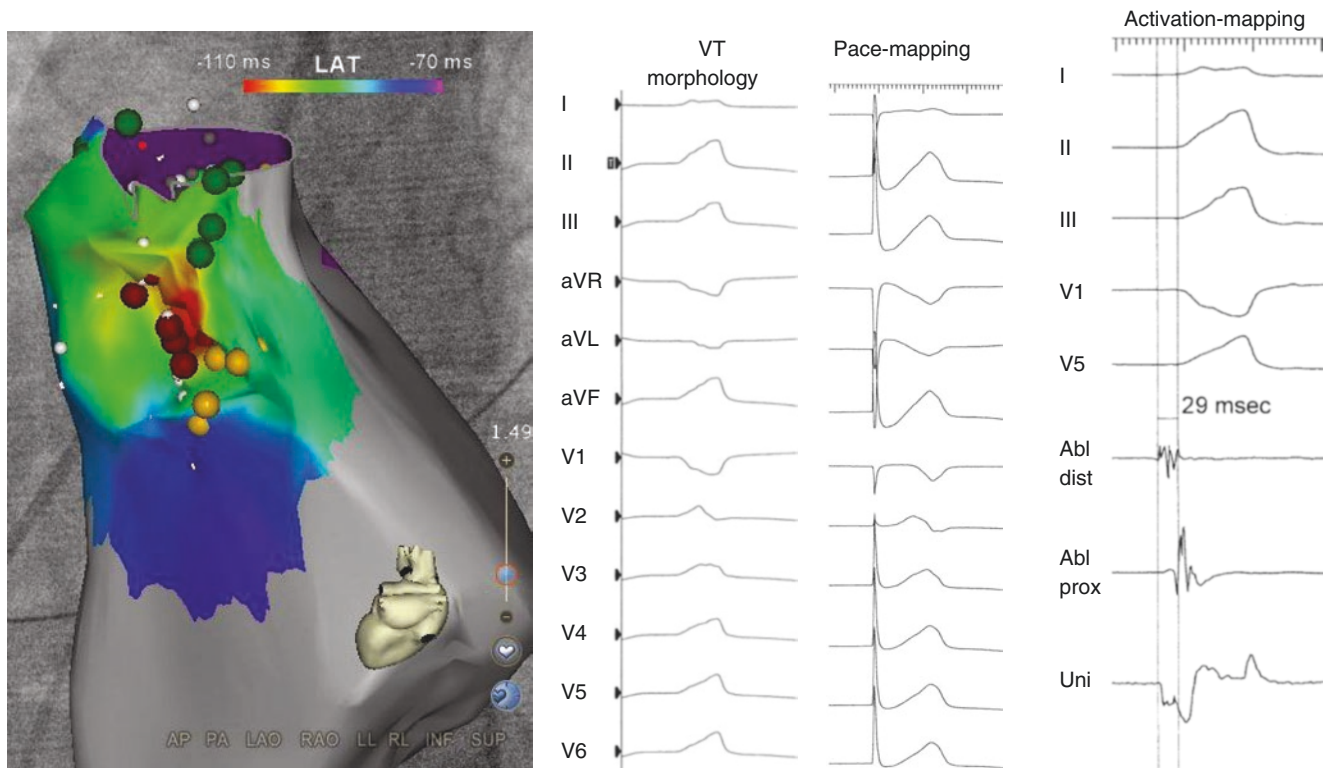 -110 ms LAT -70 ms
1.49
AP PA LAO RAO LL RL INF SUP
VT
morphology
I
II
III
aVR
aVL
aVF
V1
V2
V3
V4
V5
V6
Pace-mapping
Activation-mapping
I
II
III
V1
V5
29 msec
Abl
dist
Abl
prox
Uni